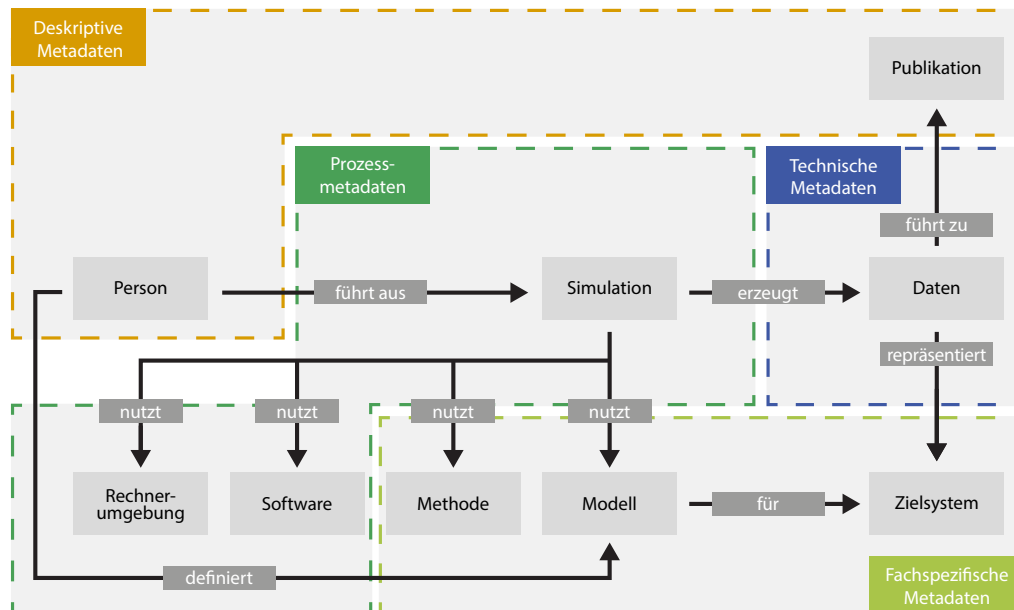 Deskriptive
Metadaten
Publikation
Prozess-
metadaten
Technische
Metadaten
führt zu
Person
führt aus
Simulation
erzeugt
Daten
repräsentiert
nutzt
nutzt
nutzt
nutzt
Rechner-
umgebung
Software
Methode
Modell
für
Zielsystem
definiert
Fachspezifische
Metadaten